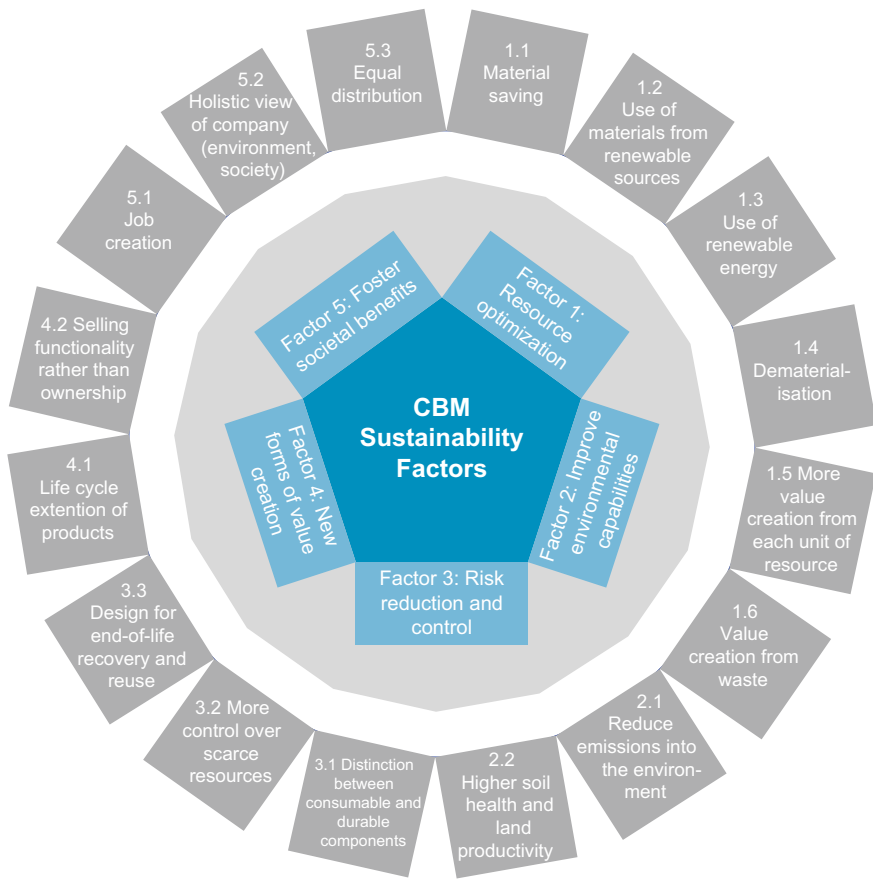 CBM
Sustainability
Factors
Factor 1:
Resource
optimization
Factor 2: Improve
environmental
capabilities
Factor 3: Risk
reduction and
control
Factor 4: New
forms of value
creation
Factor 5: Foster
societal benefits
1.1
Material
saving
1.2
Use of
materials from
renewable
sources
1.3
Use of
renewable
energy
1.4
Dematerial-
isation
1.5 More
value
creation from
each unit of
resource
1.6
Value
creation from
waste
2.1
Reduce
emissions into
the environ-
ment
2.2
Higher soil
health and
land
productivity
3.1 Distinction
between
consumable and
durable
components
3.2 More
control over
scarce
resources
3.3
Design for
end-of-life
recovery and
reuse
4.1
Life cycle
extention of
products
4.2 Selling
functionality
rather than
ownership
5.1
Job
creation
5.2
Holistic view
of company
(environment,
society)
5.3
Equal
distribution